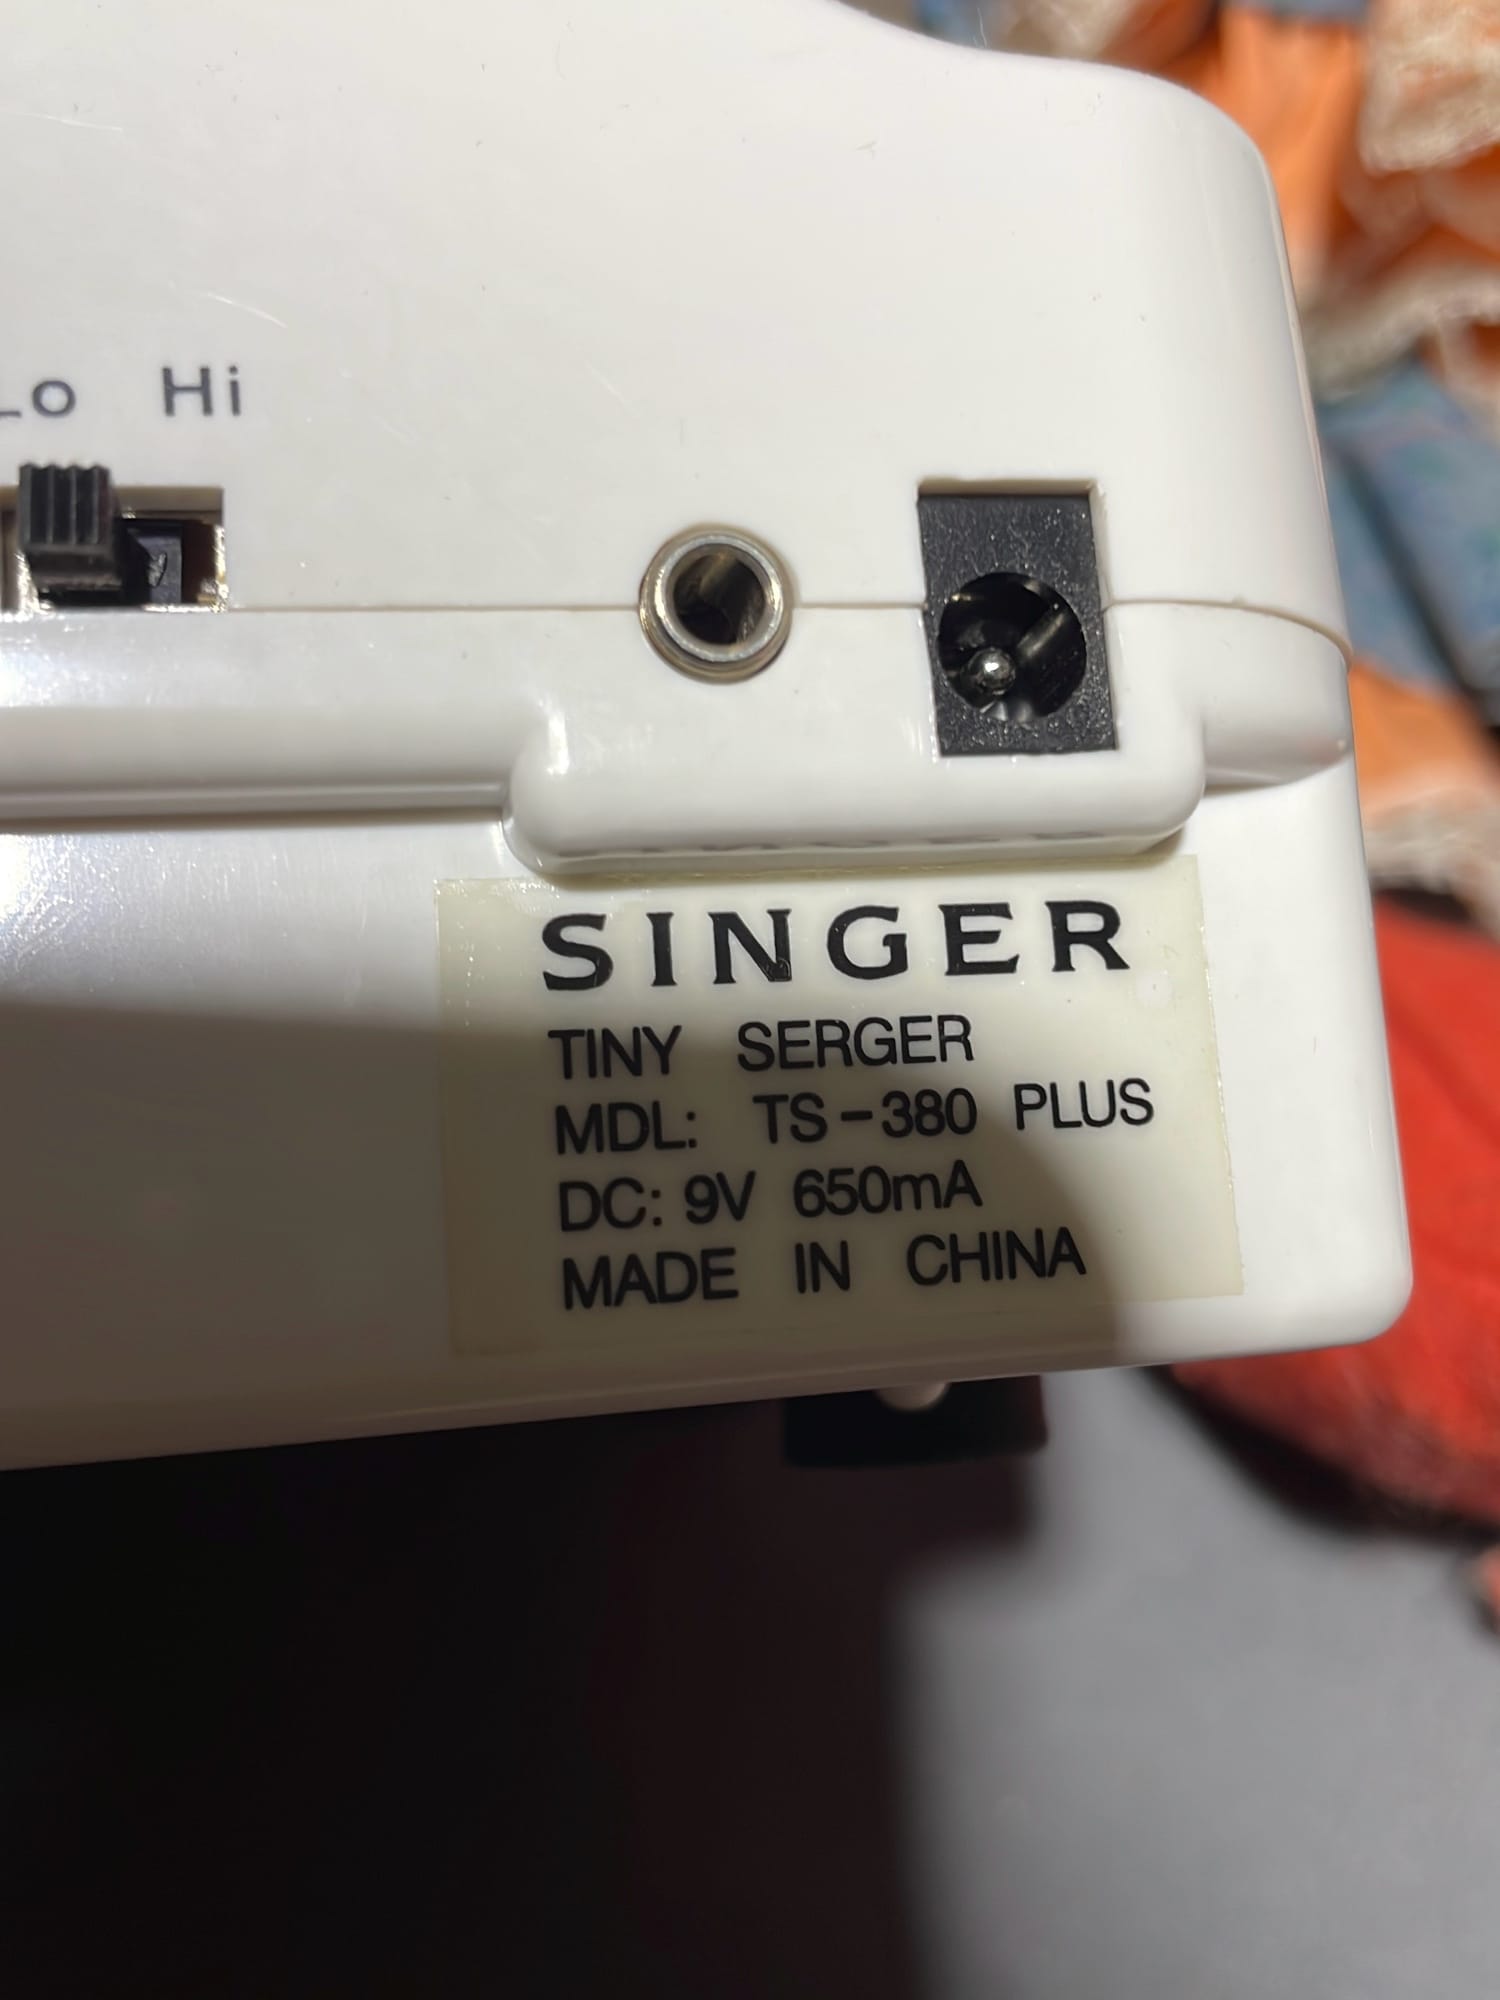 Lo Hi
SINGER
TINY SERGER
MDL: TS-380 PLUS
DC: 9V 650mA
MADE IN CHINA